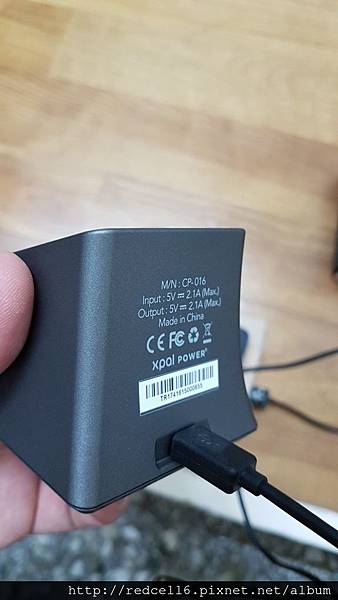 M/N : CP-016
Input : 5V⎓2.1A (Max.)
Output : 5V⎓2.1A (Max.)
Made in China
CE FC
xpal POWER®
TR1741615000835
http://redcell6.pixnet.net/album